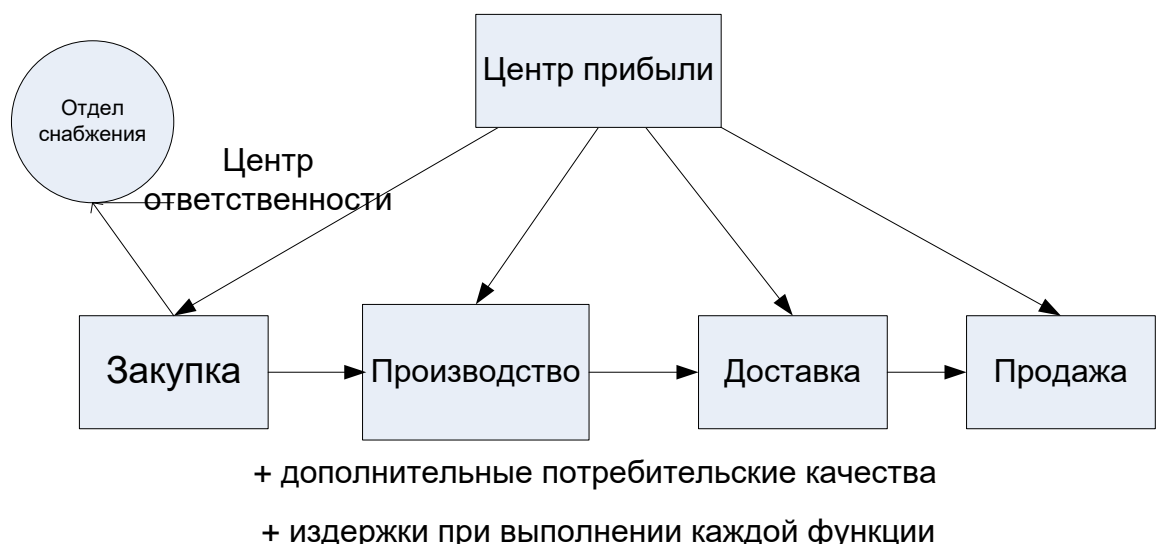 Центр прибыли
Отдел
снабжения
Центр
ответственности
Закупка
Производство
Доставка
Продажа
+ дополнительные потребительские качества
+ издержки при выполнении каждой функции